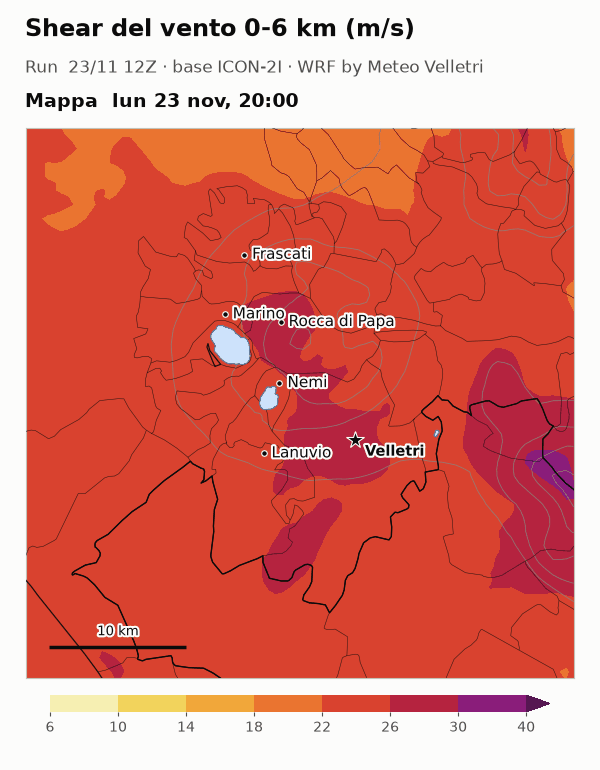 Shear del vento 0-6 km (m/s)
Run  23/11 12Z · base ICON-2I · WRF by Meteo Velletri
Mappa  lun 23 nov, 20:00
Frascati
Marino
Rocca di Papa
Nemi
Velletri
Lanuvio
10 km
6 10 14 18 22 26 30 40